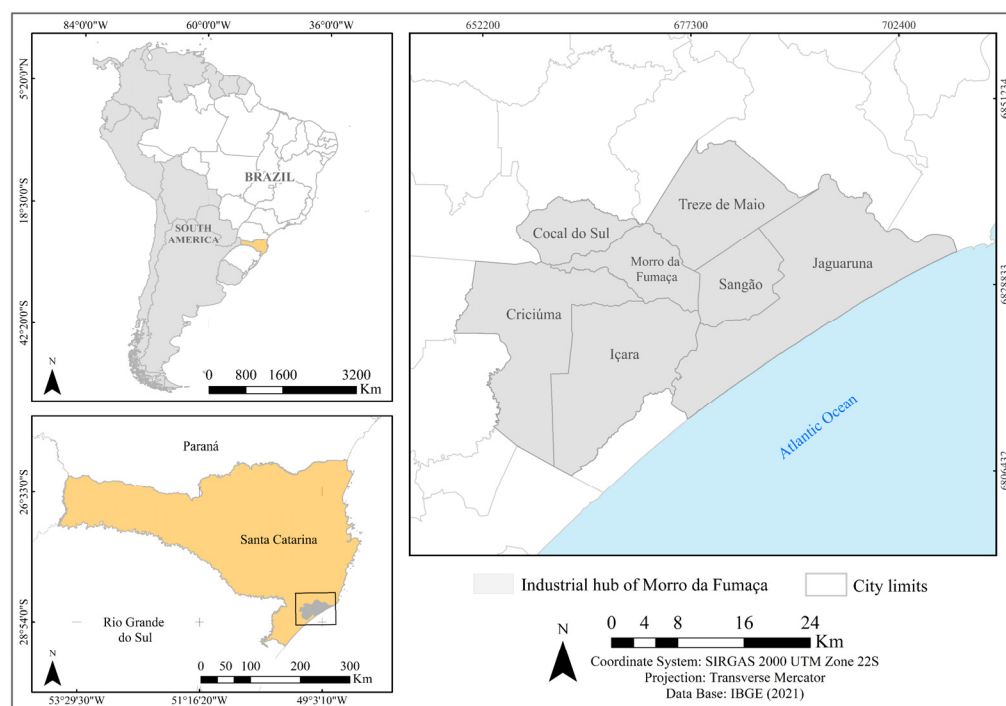 84°0'0"W 60°0'0"W 36°0'0"W
5°20'0"N
18°30'0"S
42°20'0"S
BRAZIL
SOUTH
AMERICA
N
0 800 1600 3200
Km
652200 677300 702400
6851234
6828833
6806432
Treze de Maio
Cocal do Sul
Morro da
Fumaça
Jaguaruna
Sangão
Criciúma
Içara
Atlantic Ocean
Paraná
26°33'0"S
Santa Catarina
28°54'0"S
Rio Grande
do Sul
N
0 100 200 300
Km
53°29'30"W 51°16'20"W 49°3'10"W
Industrial hub of Morro da Fumaça
City limits
0 4 8 16 24
Km
N
Coordinate System: SIRGAS 2000 UTM Zone 22S
Projection: Transverse Mercator
Data Base: IBGE (2021)